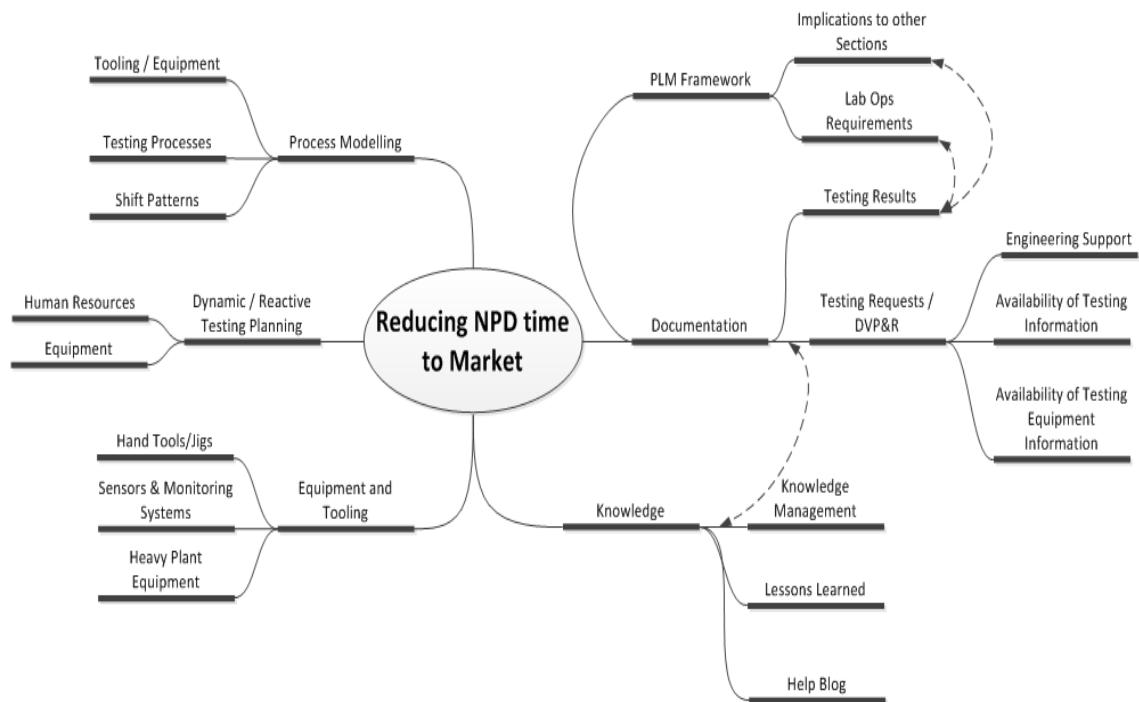 Implications to other
Sections
Tooling / Equipment
PLM Framework
Lab Ops
Requirements
Testing Processes
Process Modelling
Shift Patterns
Testing Results
Engineering Support
Human Resources
Dynamic / Reactive
Testing Planning
Equipment
Reducing NPD time
to Market
Documentation
Testing Requests /
DVP&R
Availability of Testing
Information
Availability of Testing
Equipment
Information
Hand Tools/Jigs
Sensors & Monitoring
Systems
Equipment and
Tooling
Heavy Plant
Equipment
Knowledge
Knowledge
Management
Lessons Learned
Help Blog